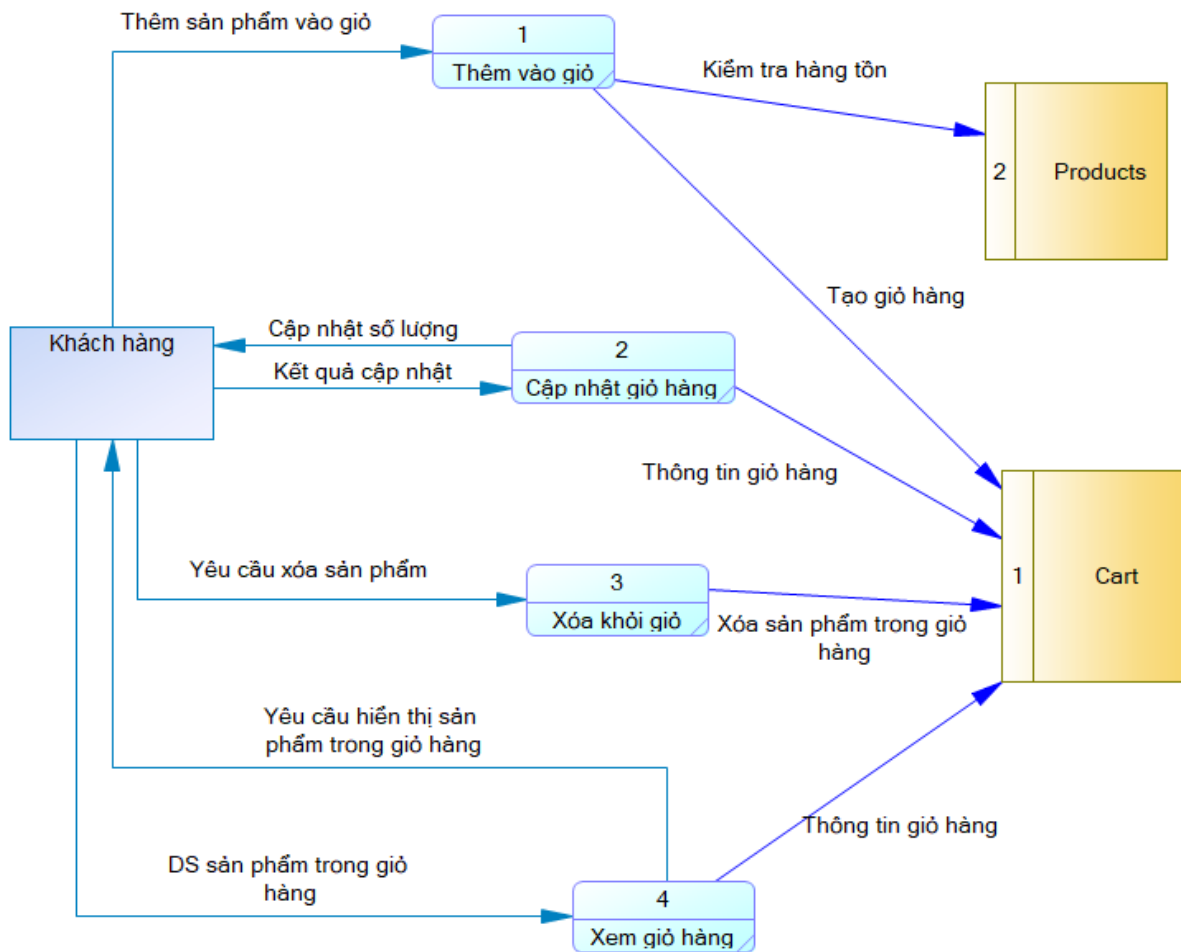 Thêm sản phẩm vào giỏ
1
Thêm vào giỏ
Kiểm tra hàng tồn
2
Products
Tạo giỏ hàng
Khách hàng
Cập nhật số lượng
Kết quả cập nhật
2
Cập nhật giỏ hàng
Thông tin giỏ hàng
Yêu cầu xóa sản phẩm
3
Xóa khỏi giỏ
Xóa sản phẩm trong giỏ
hàng
1
Cart
Yêu cầu hiển thị sản
phẩm trong giỏ hàng
Thông tin giỏ hàng
DS sản phẩm trong giỏ
hàng
4
Xem giỏ hàng